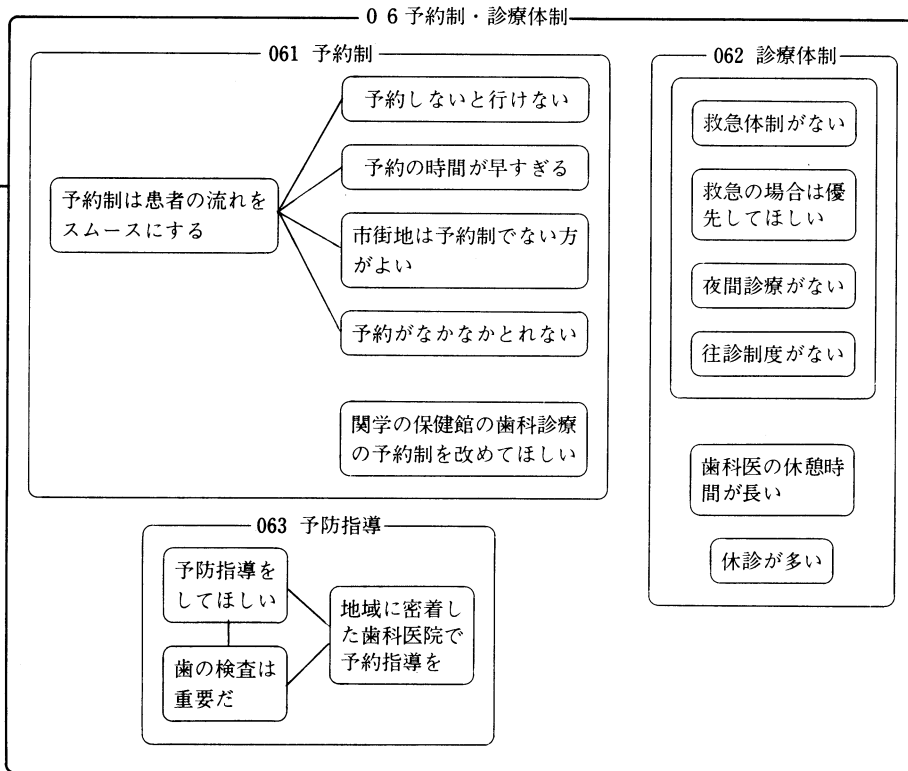 ０６予約制・診療体制
061 予約制
予約しないと行けない
予約の時間が早すぎる
予約制は患者の流れを
スムースにする
市街地は予約制でない方
がよい
予約がなかなかとれない
関学の保健館の歯科診療
の予約制を改めてほしい
062 診療体制
救急体制がない
救急の場合は優
先してほしい
夜間診療がない
往診制度がない
歯科医の休憩時
間が長い
休診が多い
063 予防指導
予防指導を
してほしい
歯の検査は
重要だ
地域に密着し
た歯科医院で
予約指導を